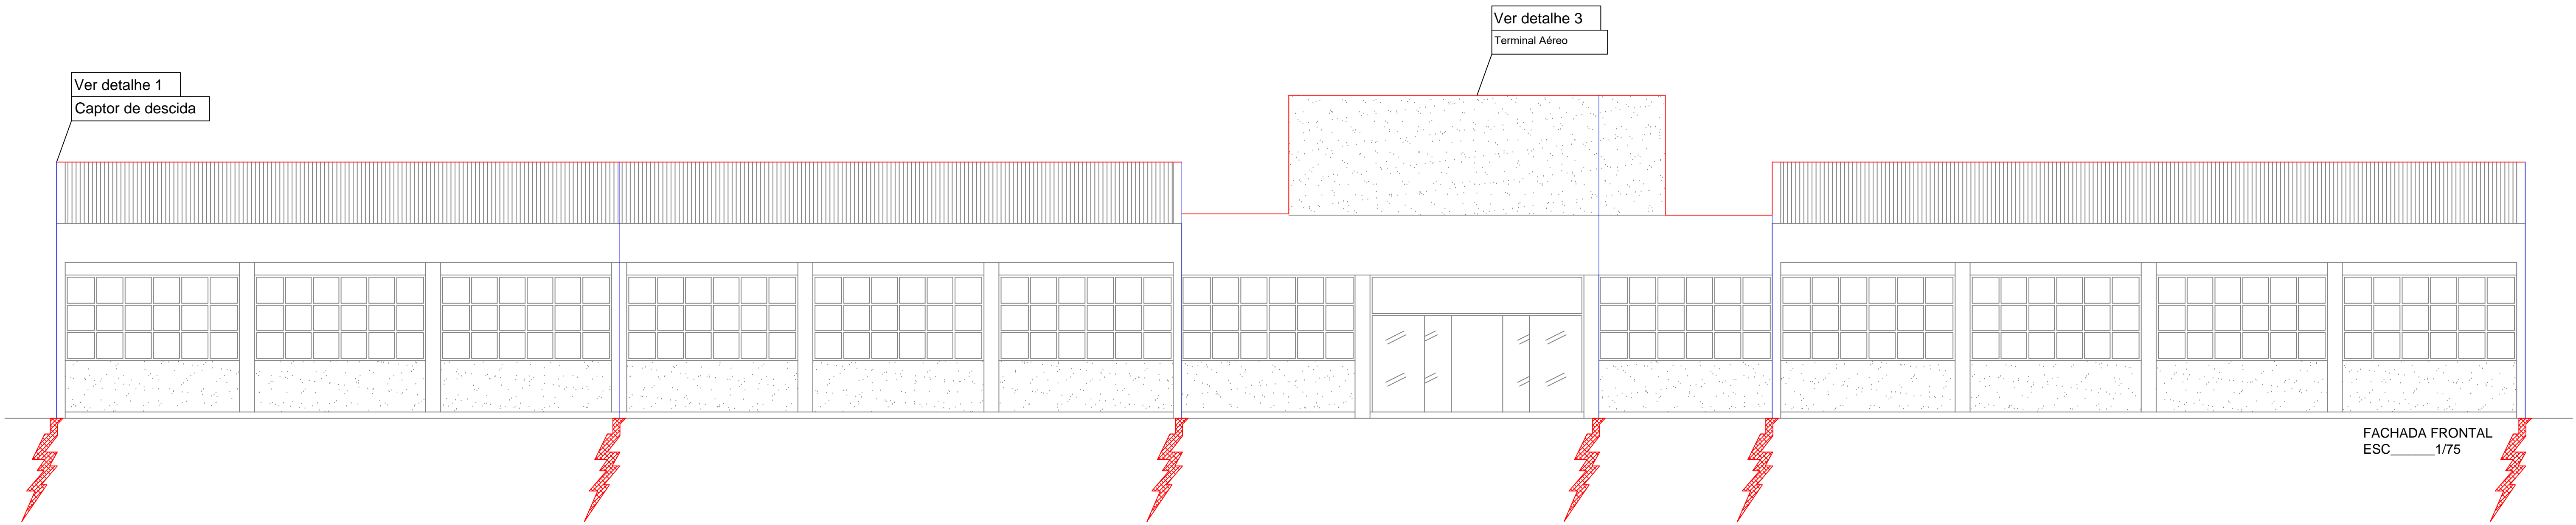 Ver detalhe 3
Terminal Aéreo
Ver detalhe 1
Captor de descida
FACHADA FRONTAL
ESC______1/75